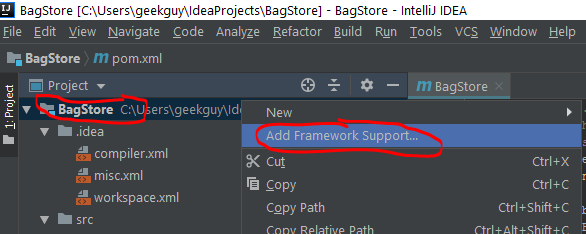 BagStore [C:\Users\geekguy\IdeaProjects\BagStore] - BagStore - IntelliJ IDEA
File Edit View Navigate Code Analyze Refactor Build Run Tools VCS Window Help
BagStore pom.xml
Project
BagStore
1: Project
BagStore C:\Users\geekguy\Ide
New
.idea
Add Framework Support...
compiler.xml
Cut Ctrl+X
misc.xml
Copy Ctrl+C
workspace.xml
Copy Path Ctrl+Shift+C
src
Copy Relative Path Ctrl+Alt+Shift+C